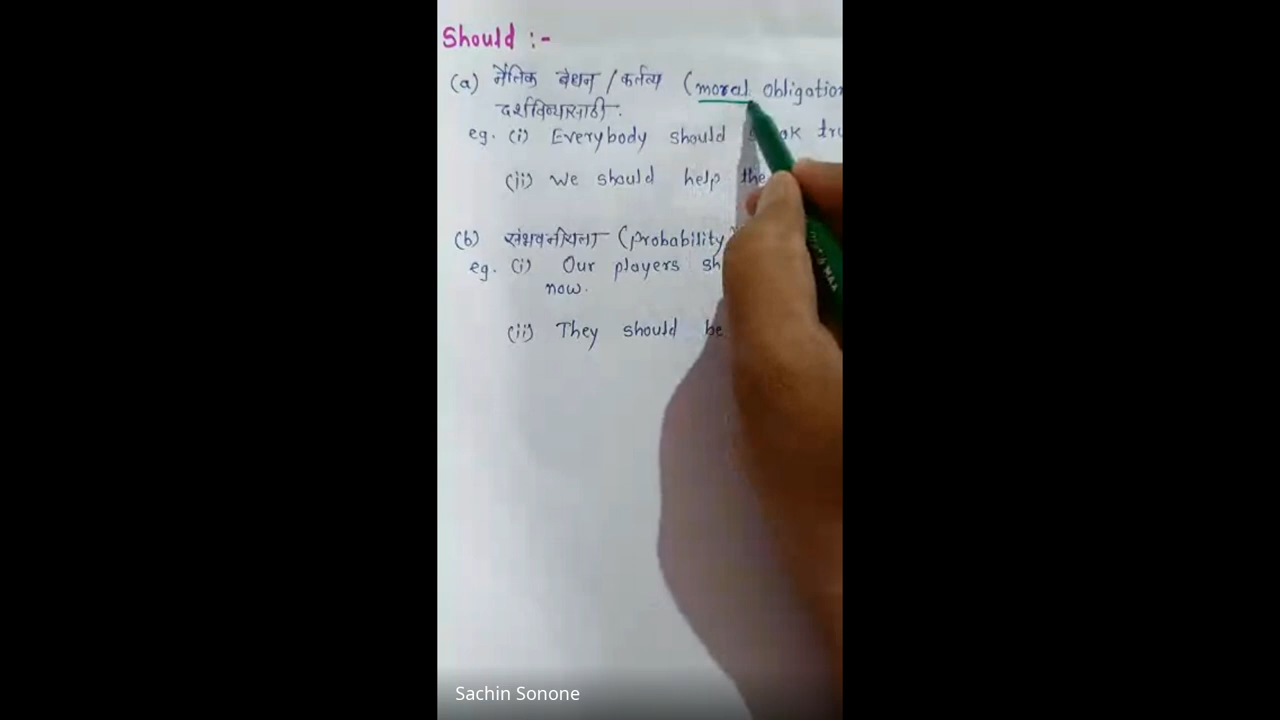 Should :-
(a) नैतिक बंधन / कर्तव्य (moral obligation
दर्शविण्यासाठी.
eg. (i) Everybody should
(ii) We should help the
(b) संभवनीयता (probability)
eg. (i) Our players sh
now.
(ii) They should be
Sachin Sonone